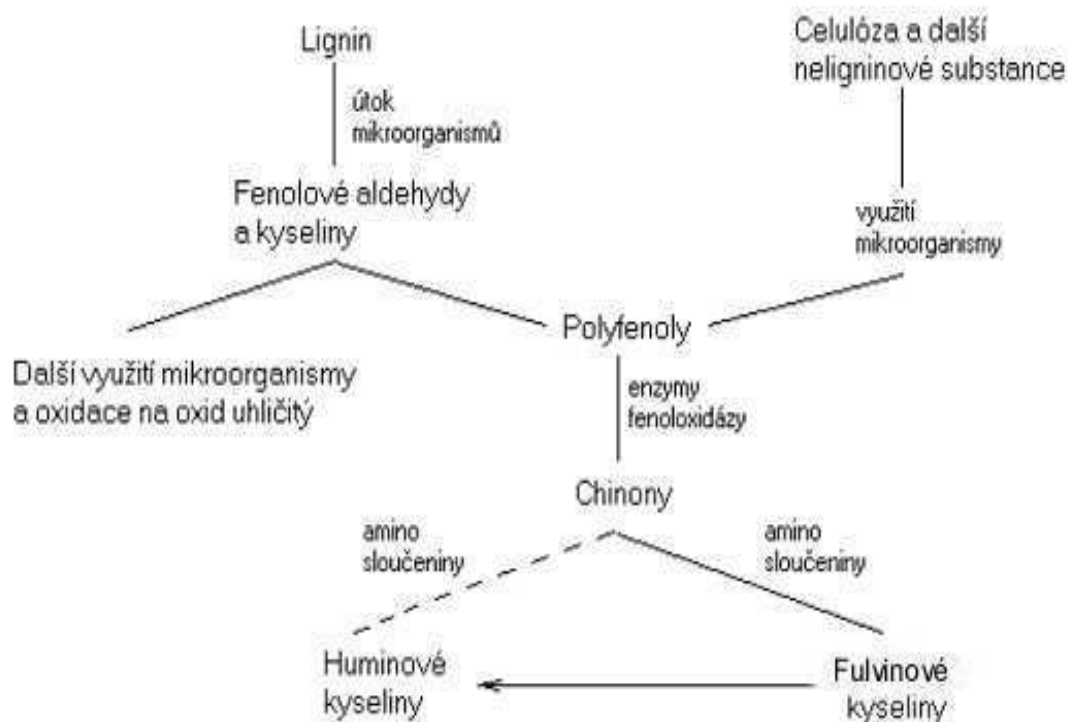 Lignin
Celulóza a další
neligninové substance
útok
mikroorganismů
Fenolové aldehydy
a kyseliny
využití
mikroorganismy
Polyfenoly
Další využití mikroorganismy
a oxidace na oxid uhličitý
enzymy
fenoloxidázy
Chinony
amino
sloučeniny
amino
sloučeniny
Huminové
kyseliny
Fulvinové
kyseliny